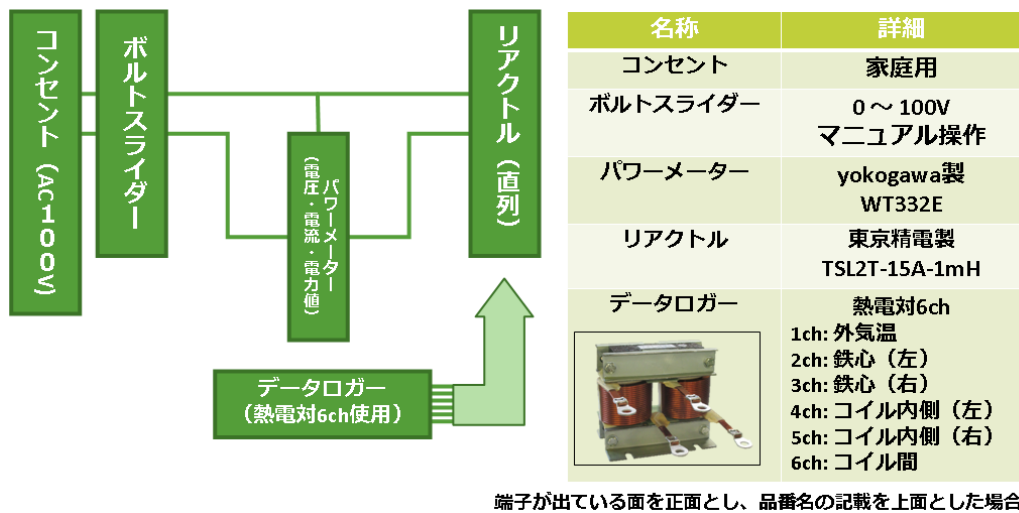 コンセント（AC100V）
ボルトスライダー
パワーメーター
（電圧・電流・電力値）
リアクトル（直列）
データロガー
（熱電対6ch使用）
名称 詳細
コンセント 家庭用
ボルトスライダー 0～100V
マニュアル操作
パワーメーター yokogawa製
WT332E
リアクトル 東京精電製
TSL2T-15A-1mH
データロガー 熱電対6ch
1ch: 外気温
2ch: 鉄心（左）
3ch: 鉄心（右）
4ch: コイル内側（左）
5ch: コイル内側（右）
6ch: コイル間
端子が出ている面を正面とし、品番名の記載を上面とした場合